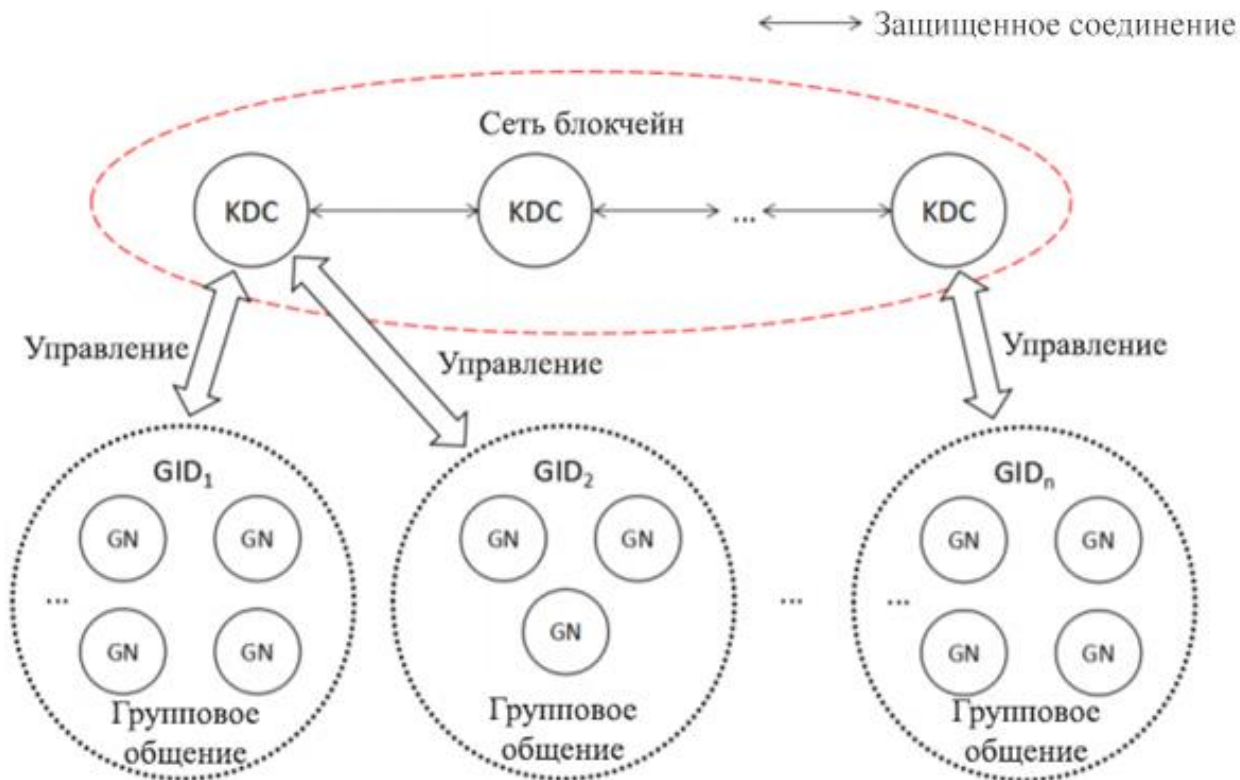 Защищенное соединение
Сеть блокчейн
KDC
KDC
...
KDC
Управление
Управление
Управление
GID₁
GN
GN
...
GN
GN
Групповое
общение
GID₂
GN
GN
GN
Групповое
общение
...
GIDₙ
GN
GN
...
GN
GN
Групповое
общение